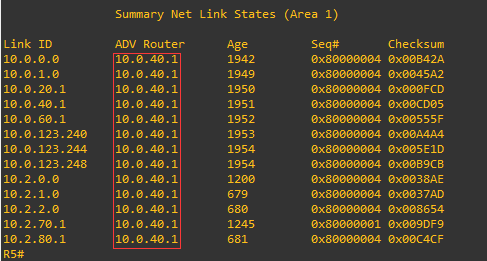 Summary Net Link States (Area 1)
Link ID ADV Router Age Seq# Checksum
10.0.0.0 10.0.40.1 1942 0x80000004 0x00B42A
10.0.1.0 10.0.40.1 1949 0x80000004 0x0045A2
10.0.20.1 10.0.40.1 1950 0x80000004 0x000FCD
10.0.40.1 10.0.40.1 1951 0x80000004 0x00CD05
10.0.60.1 10.0.40.1 1952 0x80000004 0x00555F
10.0.123.240 10.0.40.1 1953 0x80000004 0x00A4A4
10.0.123.244 10.0.40.1 1954 0x80000004 0x005E1D
10.0.123.248 10.0.40.1 1954 0x80000004 0x00B9CB
10.2.0.0 10.0.40.1 1200 0x80000004 0x0038AE
10.2.1.0 10.0.40.1 679 0x80000004 0x0037AD
10.2.2.0 10.0.40.1 680 0x80000004 0x008654
10.2.70.1 10.0.40.1 1245 0x80000001 0x009DF9
10.2.80.1 10.0.40.1 681 0x80000004 0x00C4CF
R5#